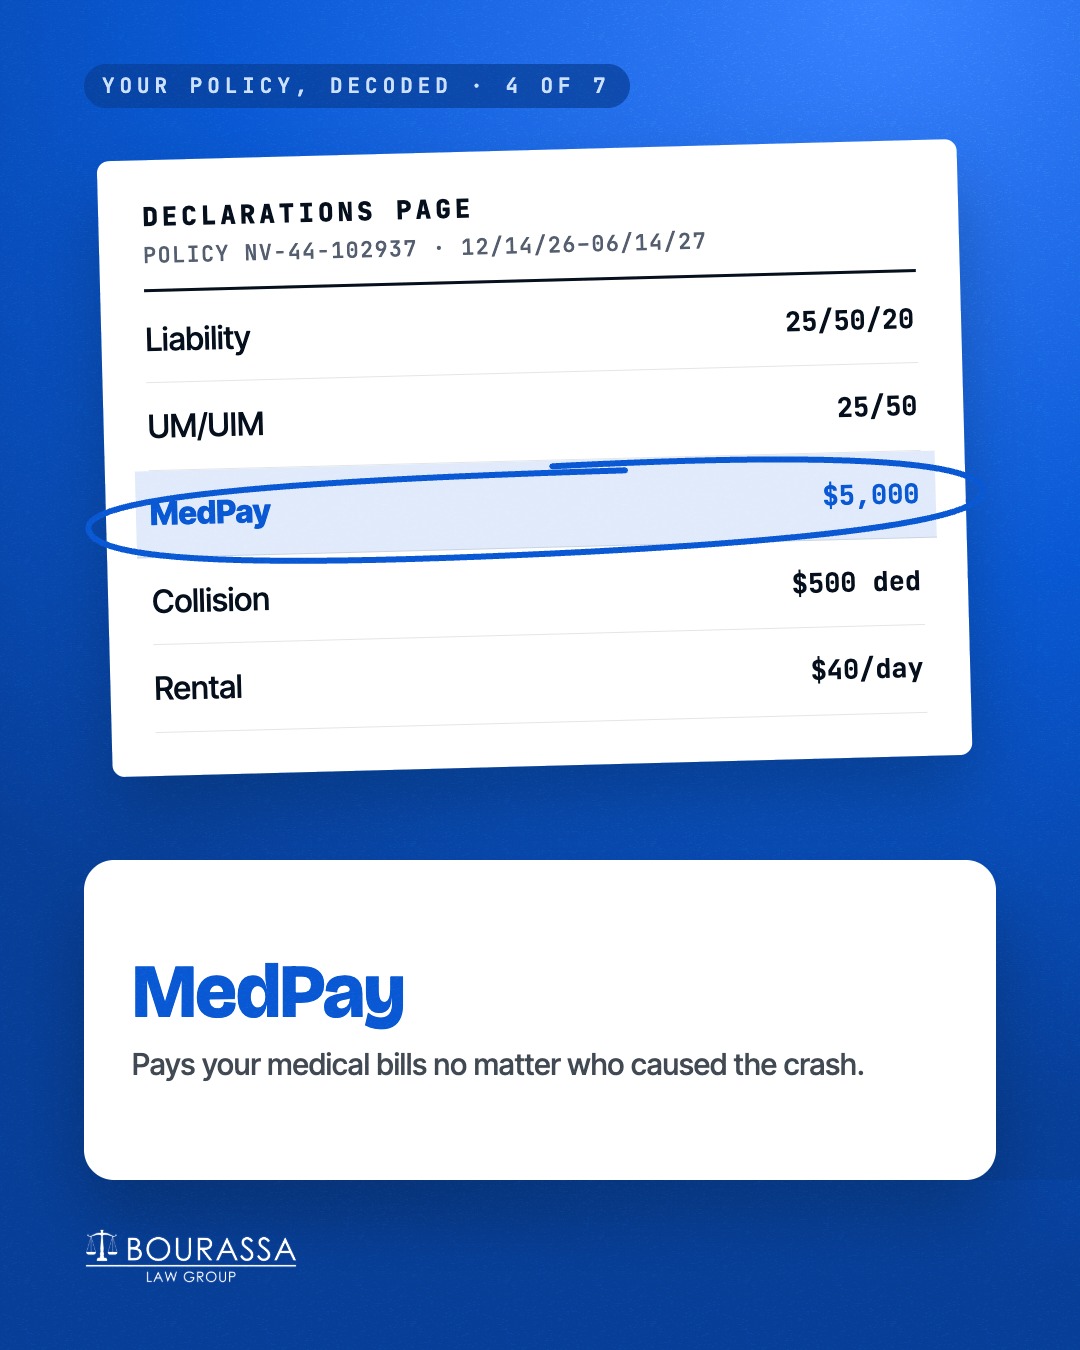 YOUR POLICY, DECODED · 4 OF 7
DECLARATIONS PAGE
POLICY NV-44-102937 · 12/14/26–06/14/27
Liability 25/50/20
UM/UIM 25/50
MedPay $5,000
Collision $500 ded
Rental $40/day
MedPay
Pays your medical bills no matter who caused the crash.
BOURASSA
LAW GROUP